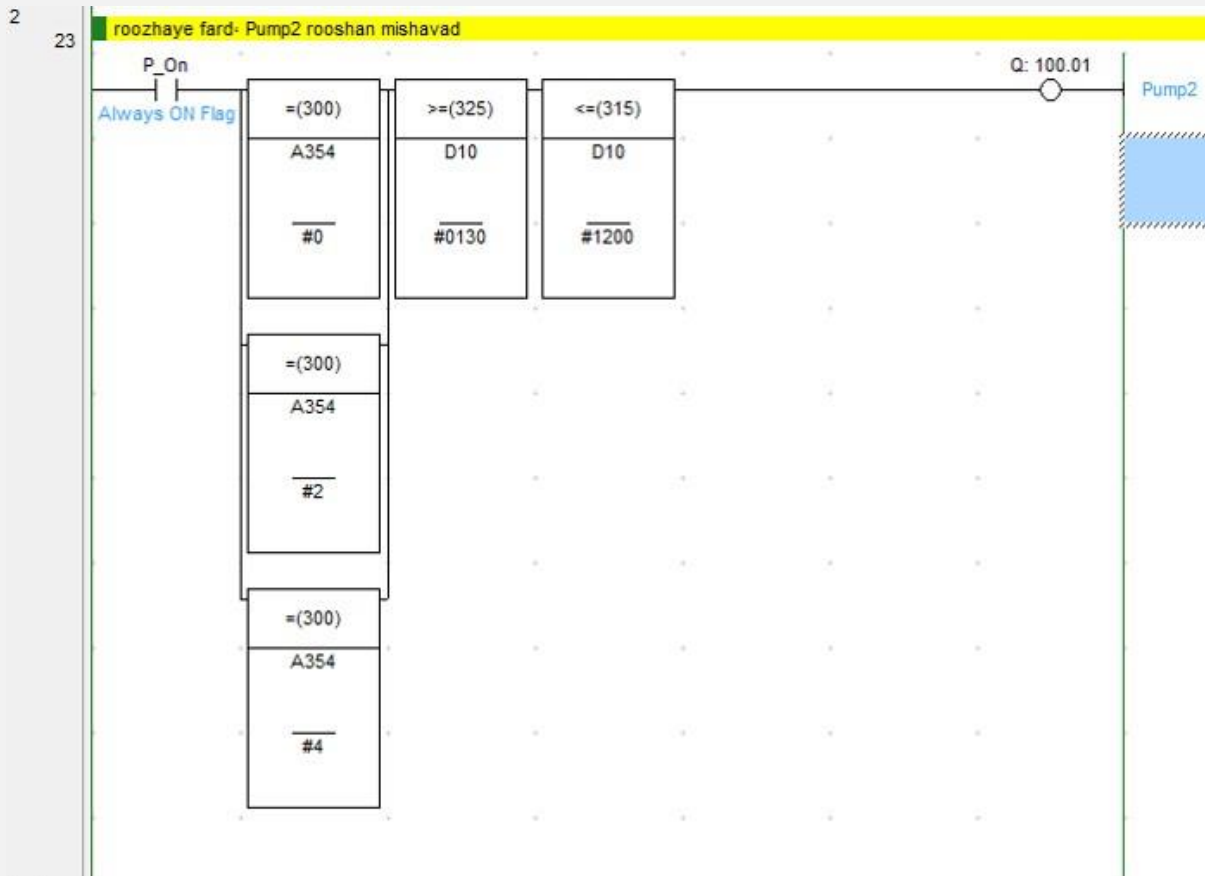 2
23
roozhaye fard- Pump2 rooshan mishavad
P_On
Q: 100.01
Always ON Flag
Pump2
=(300)
A354
#0
>=(325)
D10
#0130
<=(315)
D10
#1200
=(300)
A354
#2
=(300)
A354
#4